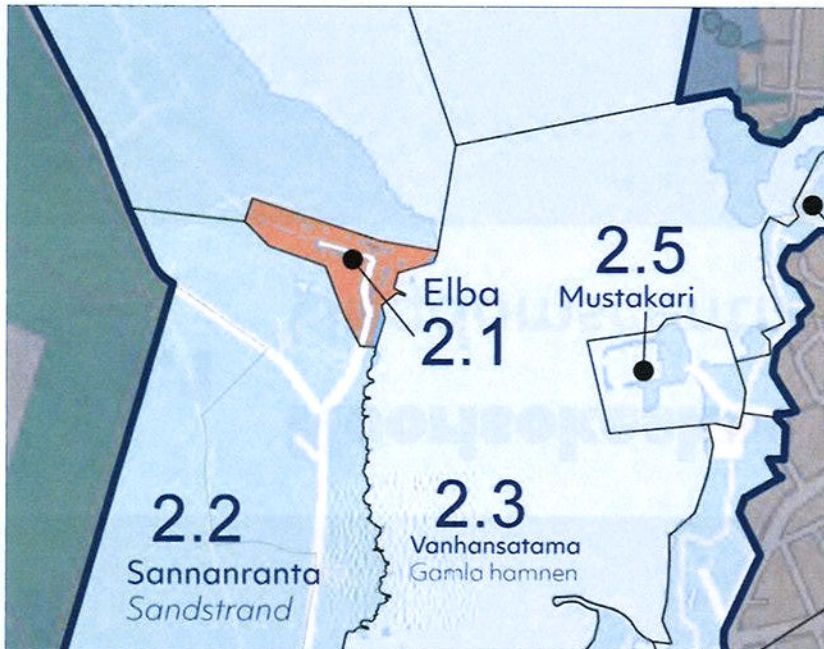 2.5
Mustakari
Elba
2.1
2.2
Sannanranta
Sandstrand
2.3
Vanhansatama
Gamla hamnen